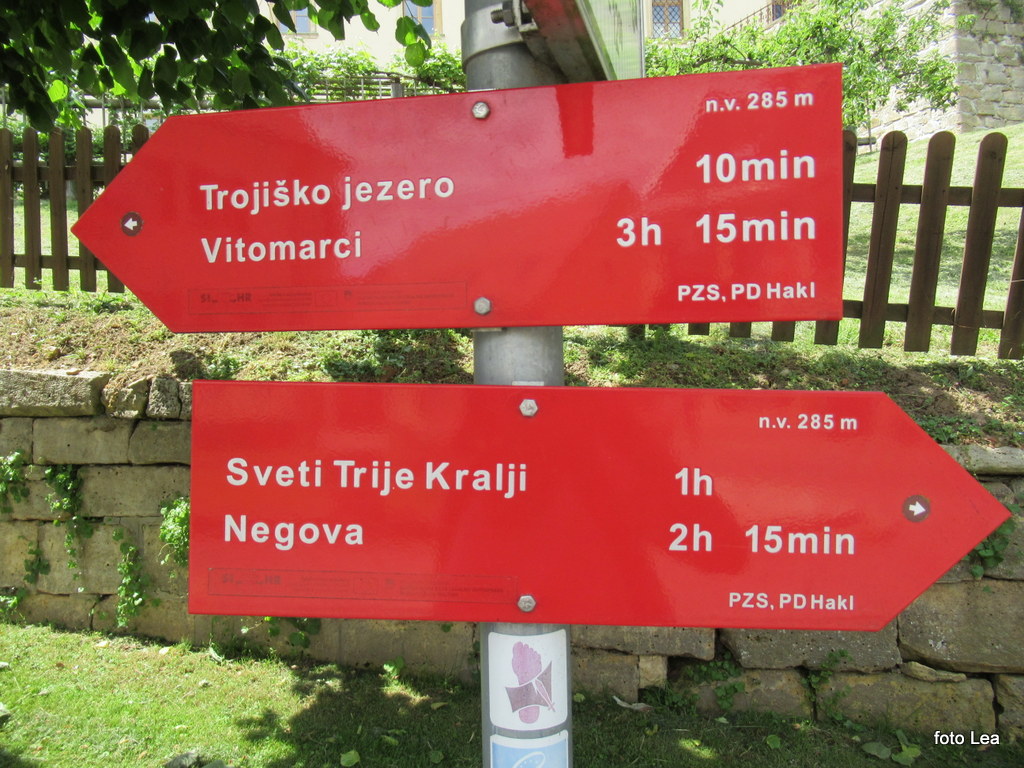 n.v. 285 m
Trojiško jezero 10min
Vitomarci 3h 15min
PZS, PD Hakl
n.v. 285 m
Sveti Trije Kralji 1h
Negova 2h 15min
PZS, PD Hakl
foto Lea